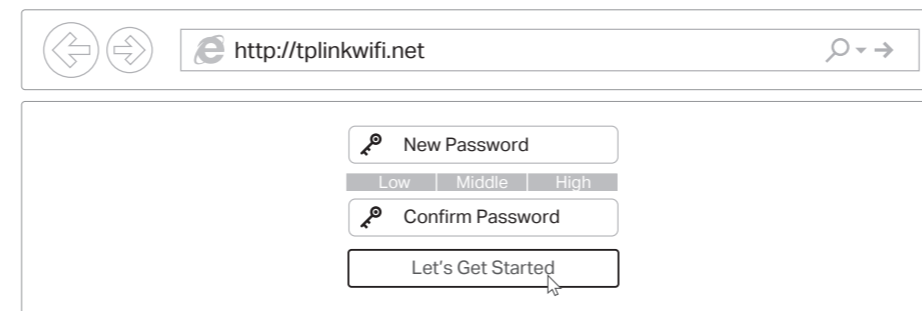 http://tplinkwifi.net
New Password
Low Middle High
Confirm Password
Let's Get Started